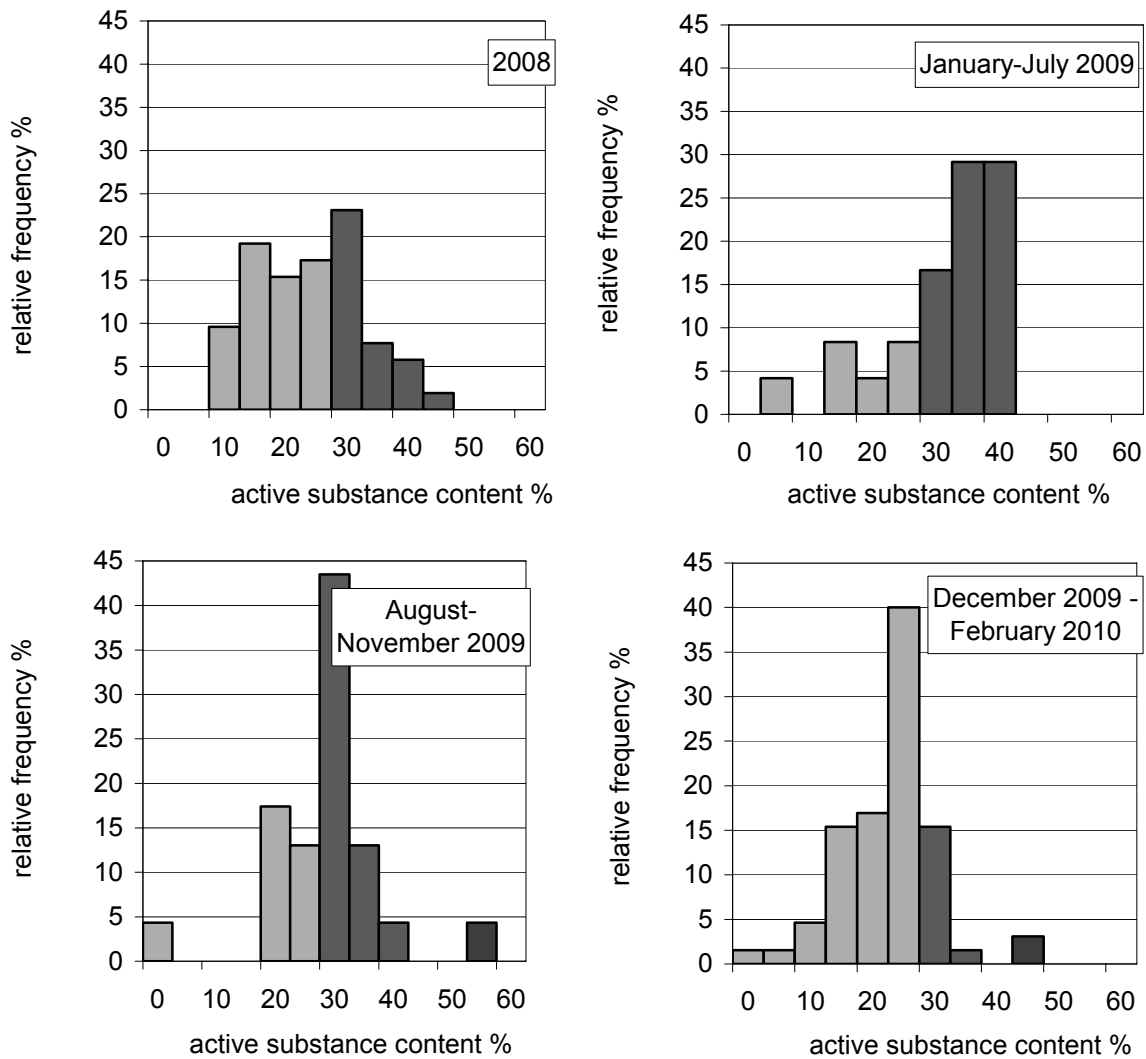 2008
relative frequency %
45
40
35
30
25
20
15
10
5
0
0 10 20 30 40 50 60
active substance content %
January-July 2009
relative frequency %
45
40
35
30
25
20
15
10
5
0
0 10 20 30 40 50 60
active substance content %
August-
November 2009
relative frequency %
45
40
35
30
25
20
15
10
5
0
0 10 20 30 40 50 60
active substance content %
December 2009 -
February 2010
relative frequency %
45
40
35
30
25
20
15
10
5
0
0 10 20 30 40 50 60
active substance content %